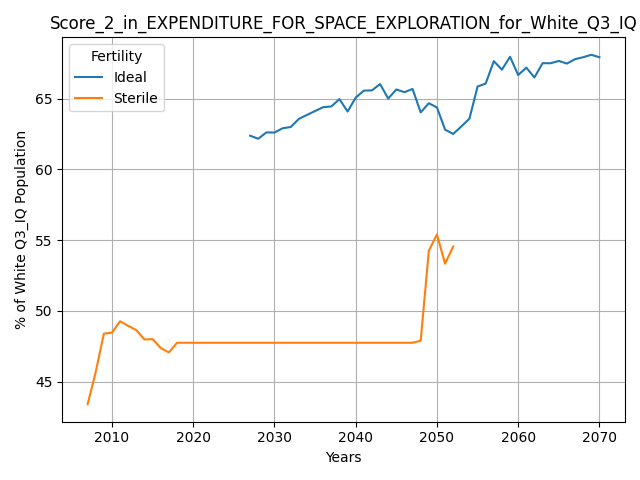 Score_2_in_EXPENDITURE_FOR_SPACE_EXPLORATION_for_White_Q3_IQ
Fertility
Ideal
Sterile
65
60
55
50
45
% of White Q3_IQ Population
2010 2020 2030 2040 2050 2060 2070
Years